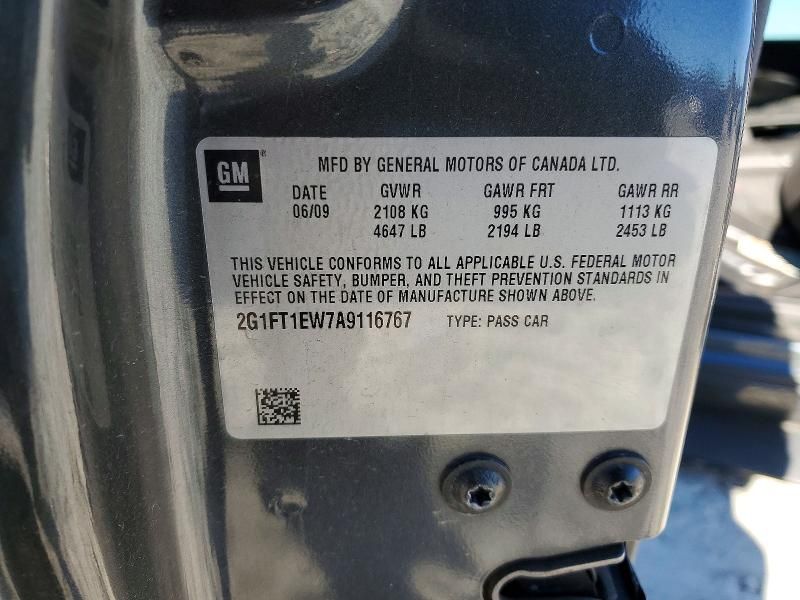 GM
MFD BY GENERAL MOTORS OF CANADA LTD.
DATE GVWR GAWR FRT GAWR RR
06/09 2108 KG 995 KG 1113 KG
4647 LB 2194 LB 2453 LB
THIS VEHICLE CONFORMS TO ALL APPLICABLE U.S. FEDERAL MOTOR
VEHICLE SAFETY, BUMPER, AND THEFT PREVENTION STANDARDS IN
EFFECT ON THE DATE OF MANUFACTURE SHOWN ABOVE.
2G1FT1EW7A9116767 TYPE: PASS CAR